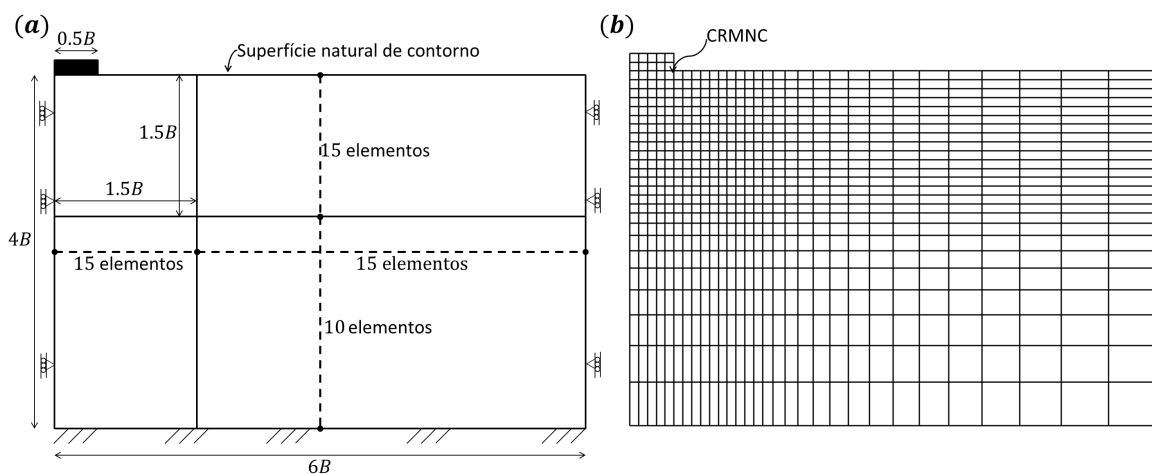 (a)
0.5B
Superfície natural de contorno
1.5B
15 elementos
1.5B
4B
15 elementos
15 elementos
10 elementos
6B
(b)
CRMNC